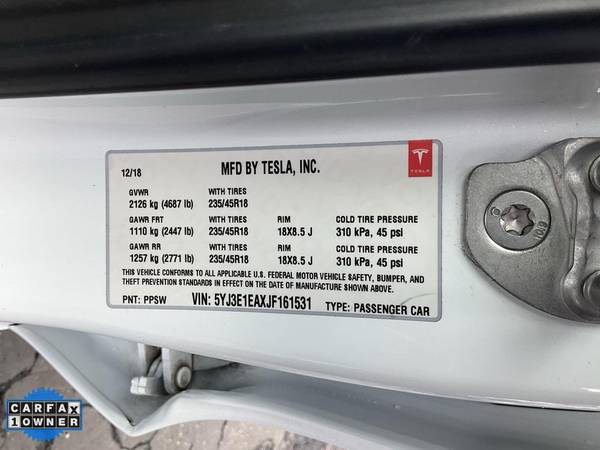 12/18 MFD BY TESLA, INC.
TESLA
GVWR WITH TIRES
2126 kg (4687 lb) 235/45R18
GAWR FRT WITH TIRES RIM COLD TIRE PRESSURE
1110 kg (2447 lb) 235/45R18 18X8.5 J 310 kPa, 45 psi
GAWR RR WITH TIRES RIM COLD TIRE PRESSURE
1257 kg (2771 lb) 235/45R18 18X8.5 J 310 kPa, 45 psi
THIS VEHICLE CONFORMS TO ALL APPLICABLE U.S. FEDERAL MOTOR VEHICLE SAFETY, BUMPER, AND
THEFT PREVENTION STANDARDS IN EFFECT ON THE DATE OF MANUFACTURE SHOWN ABOVE.
PNT: PPSW VIN: 5YJ3E1EAXJF161531 TYPE: PASSENGER CAR
CARFAX
1 OWNER